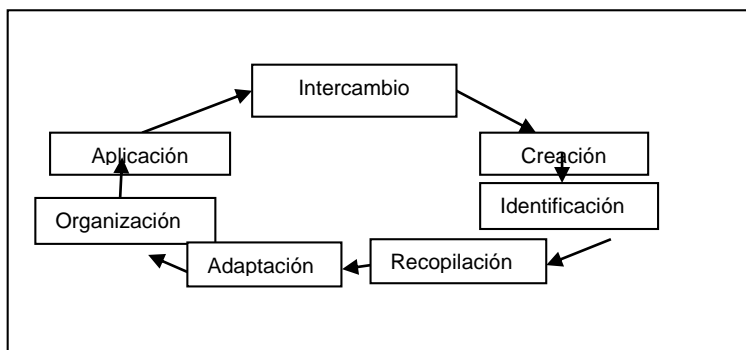 Intercambio
Aplicación
Creación
Organización
Identificación
Adaptación
Recopilación